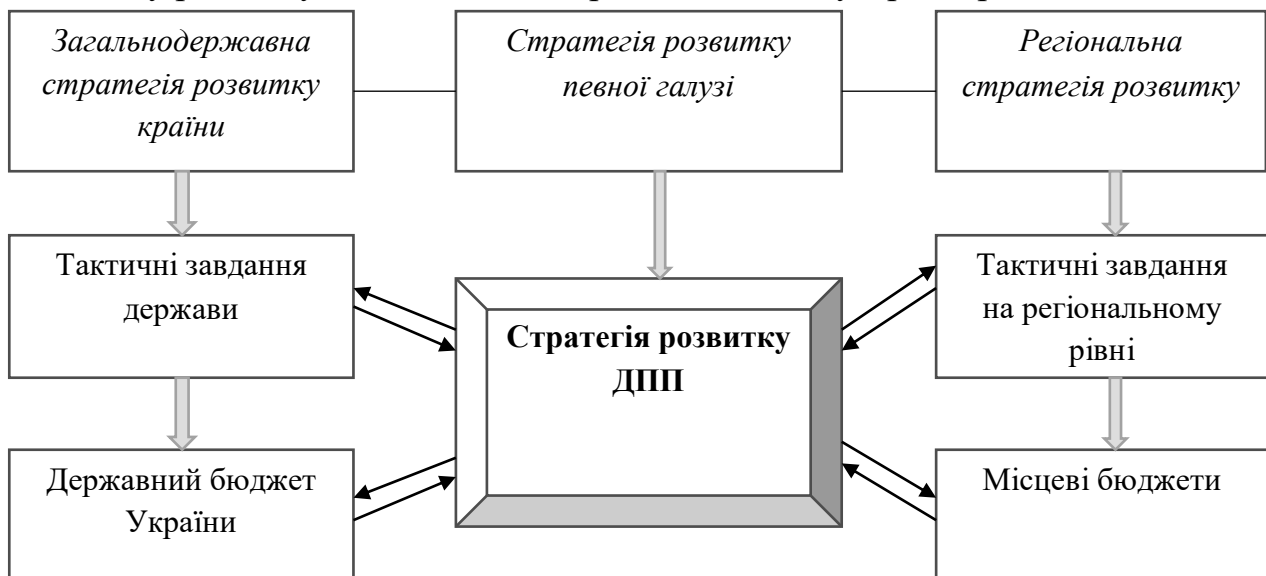 Загальнодержавна
стратегія розвитку
країни
Стратегія розвитку
певної галузі
Регіональна
стратегія розвитку
Тактичні завдання
держави
Стратегія розвитку
ДПП
Тактичні завдання
на регіональному
рівні
Державний бюджет
України
Місцеві бюджети